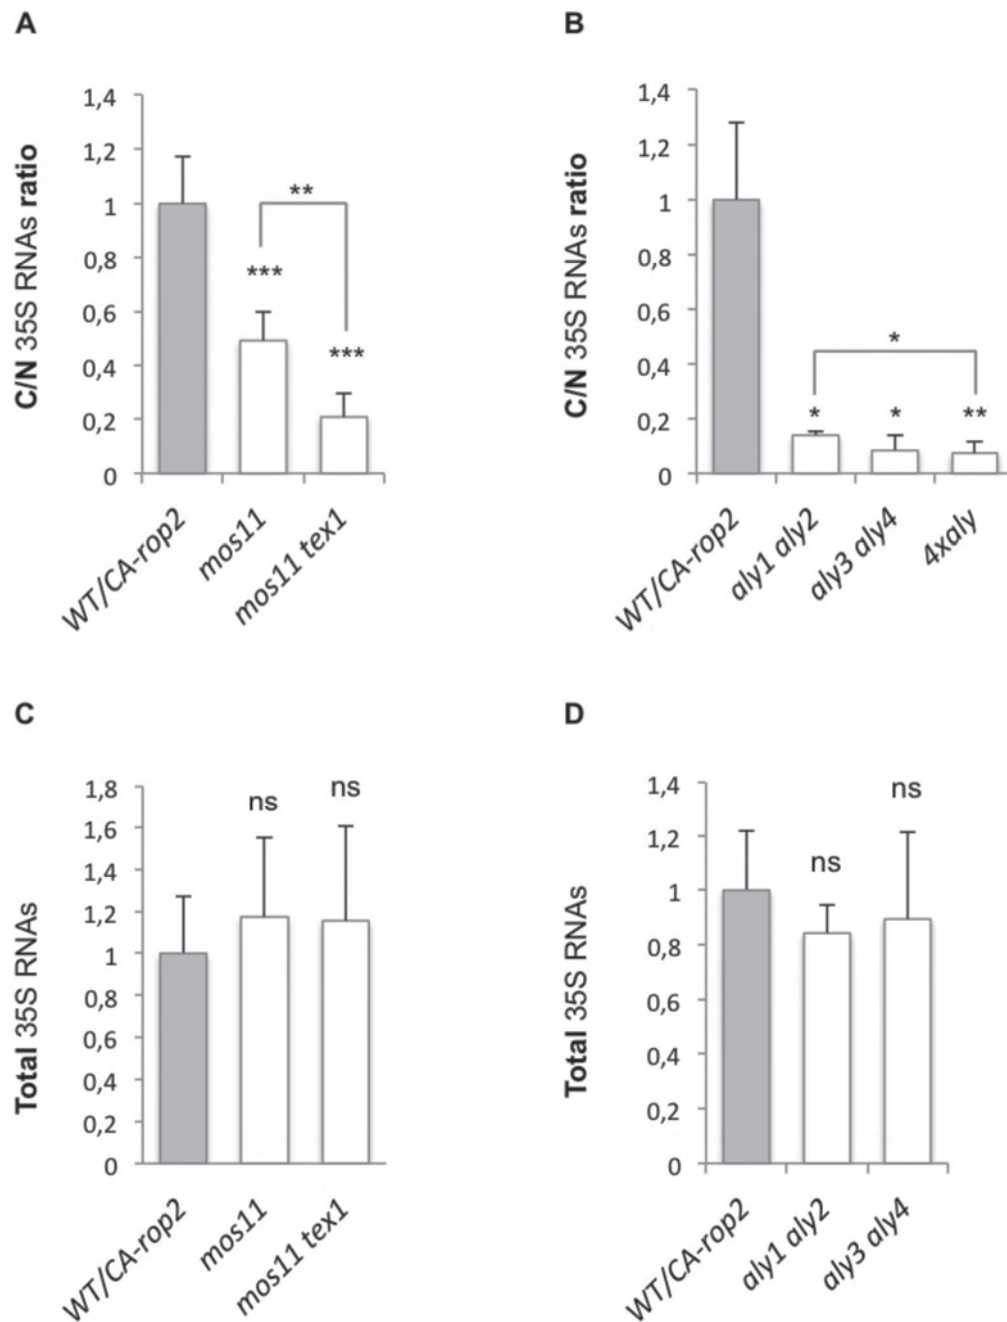 A
C/N 35S RNAs ratio
1,4
1,2
1
0,8
0,6
0,4
0,2
0
**
***
***
WT/CA-rop2
mos11
mos11 tex1
B
C/N 35S RNAs ratio
1,4
1,2
1
0,8
0,6
0,4
0,2
0
*
*
*
**
WT/CA-rop2
aly1 aly2
aly3 aly4
4xaly
C
Total 35S RNAs
1,8
1,6
1,4
1,2
1
0,8
0,6
0,4
0,2
0
ns
ns
WT/CA-rop2
mos11
mos11 tex1
D
Total 35S RNAs
1,4
1,2
1
0,8
0,6
0,4
0,2
0
ns
ns
WT/CA-rop2
aly1 aly2
aly3 aly4